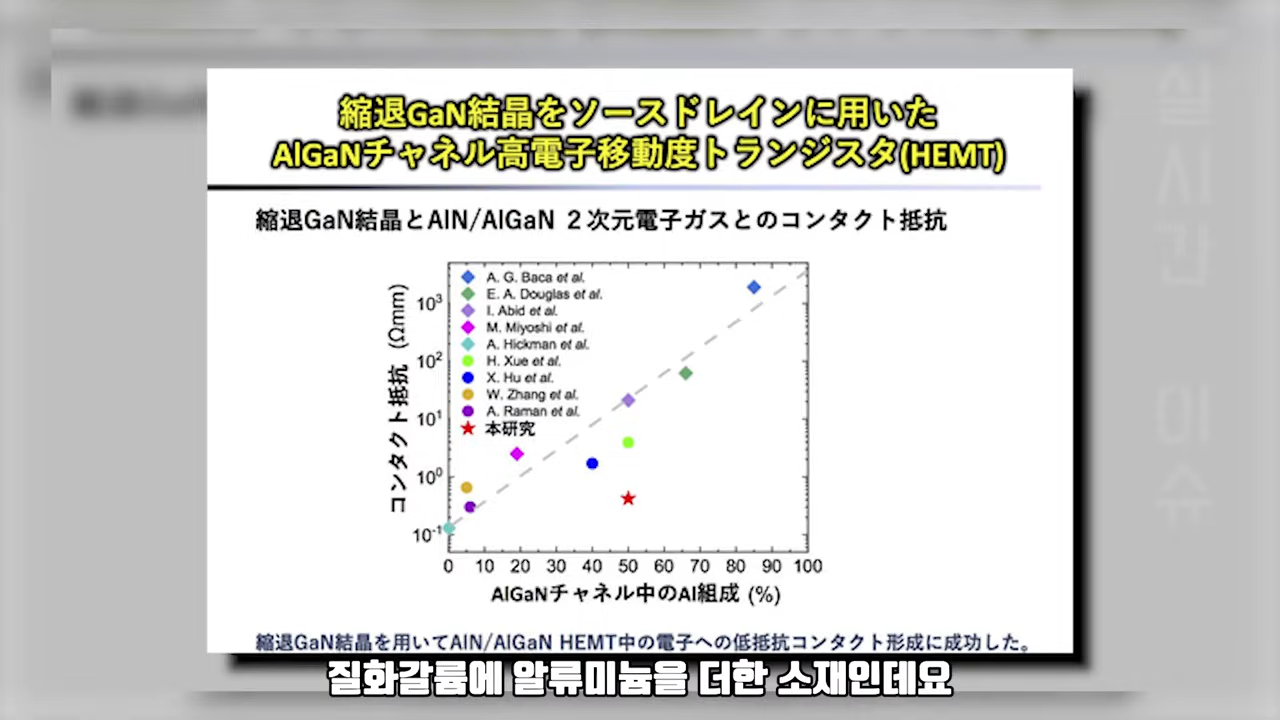 縮退GaN結晶をソースドレインに用いた
AlGaNチャネル高電子移動度トランジスタ(HEMT)
縮退GaN結晶とAlN/AlGaN ２次元電子ガスとのコンタクト抵抗
A. G. Baca et al.
E. A. Douglas et al.
I. Abid et al.
M. Miyoshi et al.
A. Hickman et al.
H. Xue et al.
X. Hu et al.
W. Zhang et al.
A. Raman et al.
本研究
コンタクト抵抗 (Ωmm)
10³
10²
10¹
10⁰
10⁻¹
0 10 20 30 40 50 60 70 80 90 100
AlGaNチャネル中のAl組成 (%)
縮退GaN結晶を用いてAlN/AlGaN HEMT中の電子への低抵抗コンタクト形成に成功した。
질화갈륨에 알류미늄을 더한 소재인데요
실시간 이슈